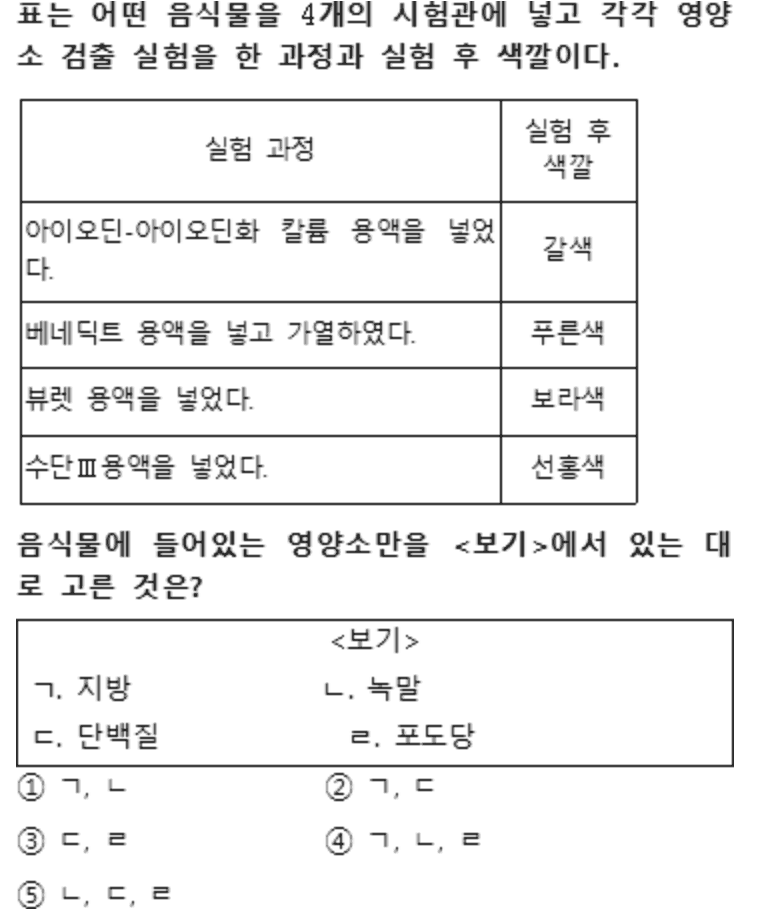 표는 어떤 음식물을 4개의 시험관에 넣고 각각 영양
소 검출 실험을 한 과정과 실험 후 색깔이다.
실험 과정
실험 후
색깔
아이오딘-아이오딘화 칼륨 용액을 넣었
다.
갈색
베네딕트 용액을 넣고 가열하였다.
푸른색
뷰렛 용액을 넣었다.
보라색
수단Ⅲ용액을 넣었다.
선홍색
음식물에 들어있는 영양소만을 <보기>에서 있는 대
로 고른 것은?
<보기>
ㄱ. 지방 ㄴ. 녹말
ㄷ. 단백질 ㄹ. 포도당
① ㄱ, ㄴ ② ㄱ, ㄷ
③ ㄷ, ㄹ ④ ㄱ, ㄴ, ㄹ
⑤ ㄴ, ㄷ, ㄹ